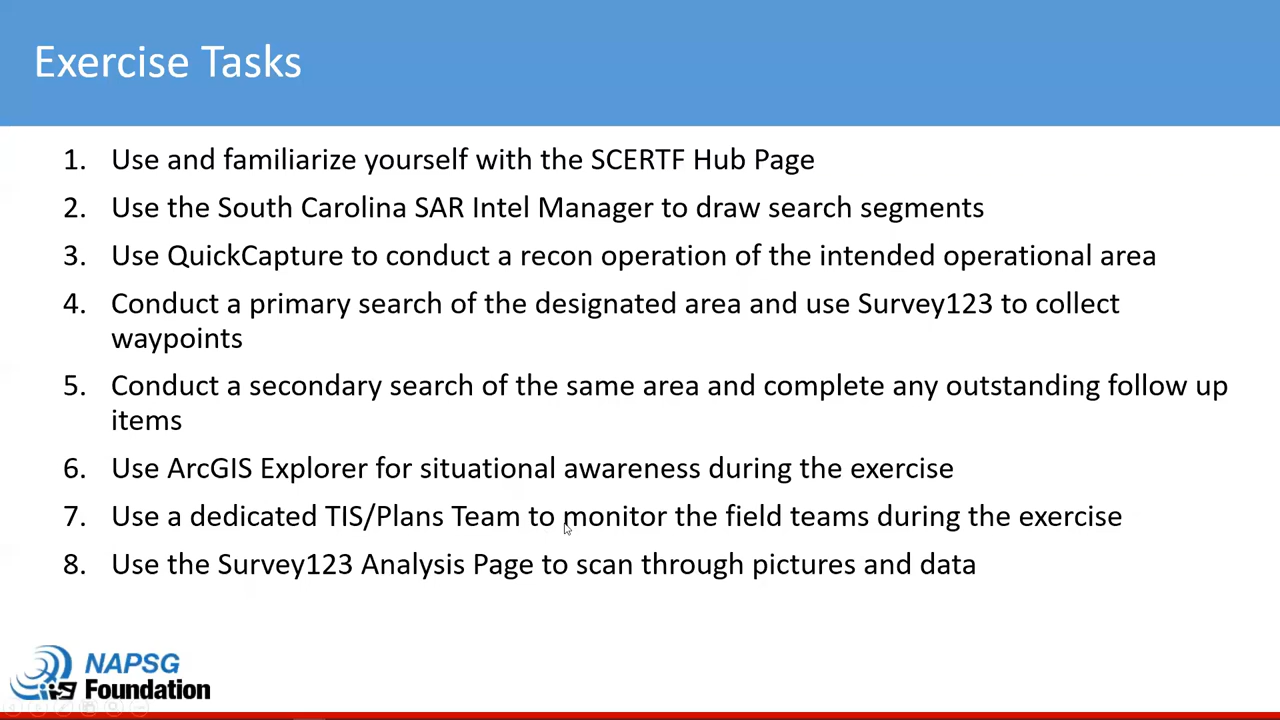 Exercise Tasks
1. Use and familiarize yourself with the SCERTF Hub Page
2. Use the South Carolina SAR Intel Manager to draw search segments
3. Use QuickCapture to conduct a recon operation of the intended operational area
4. Conduct a primary search of the designated area and use Survey123 to collect
waypoints
5. Conduct a secondary search of the same area and complete any outstanding follow up
items
6. Use ArcGIS Explorer for situational awareness during the exercise
7. Use a dedicated TIS/Plans Team to monitor the field teams during the exercise
8. Use the Survey123 Analysis Page to scan through pictures and data
NAPSG
Foundation